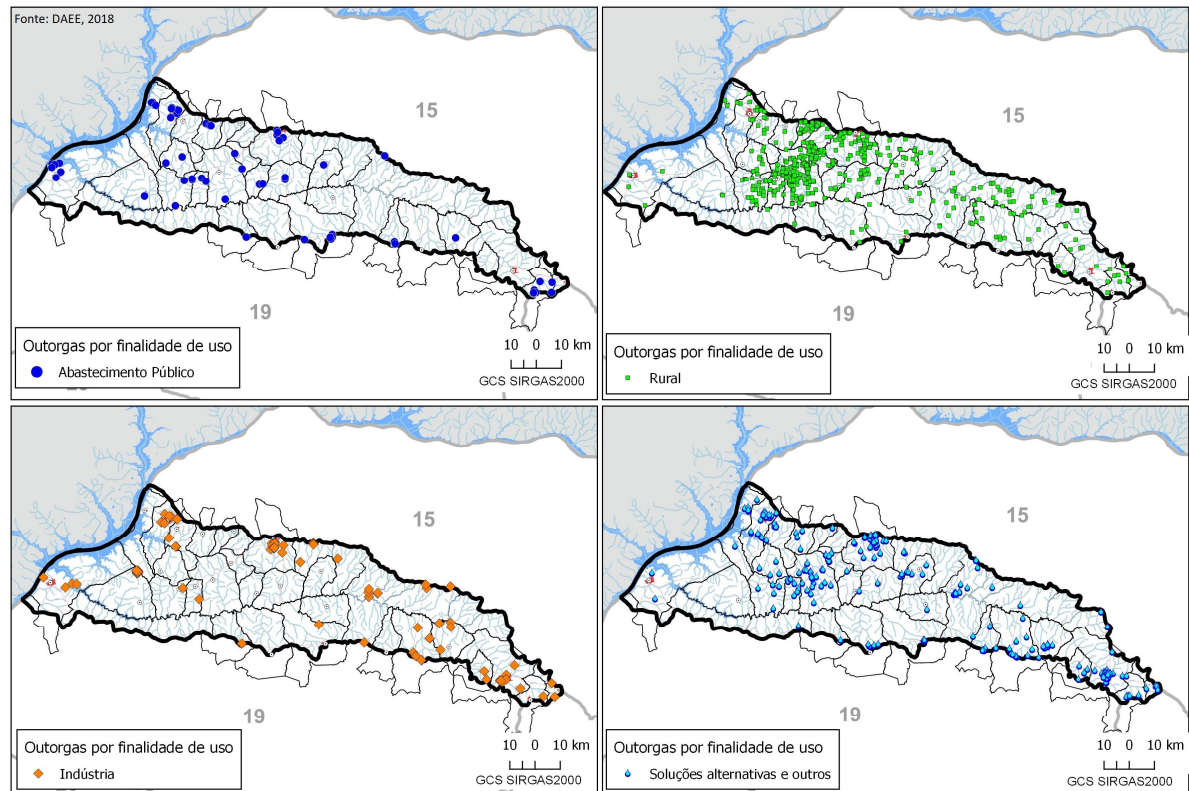 Fonte: DAEE, 2018
15
19
Outorgas por finalidade de uso
Abastecimento Público
10 0 10 km
GCS SIRGAS2000
15
19
Outorgas por finalidade de uso
Rural
10 0 10 km
GCS SIRGAS2000
15
19
Outorgas por finalidade de uso
Indústria
10 0 10 km
GCS SIRGAS2000
15
19
Outorgas por finalidade de uso
Soluções alternativas e outros
10 0 10 km
GCS SIRGAS2000